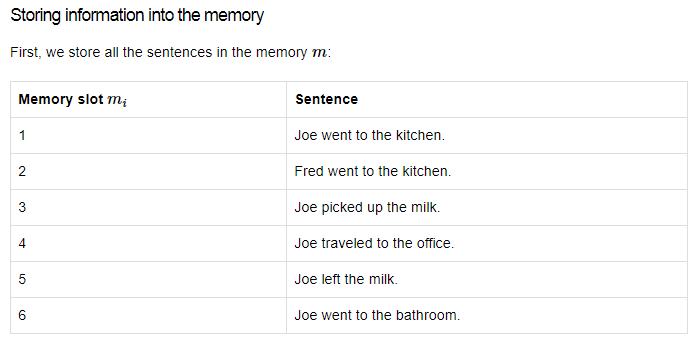 Storing information into the memory
First, we store all the sentences in the memory m:
Memory slot mᵢ Sentence
1 Joe went to the kitchen.
2 Fred went to the kitchen.
3 Joe picked up the milk.
4 Joe traveled to the office.
5 Joe left the milk.
6 Joe went to the bathroom.